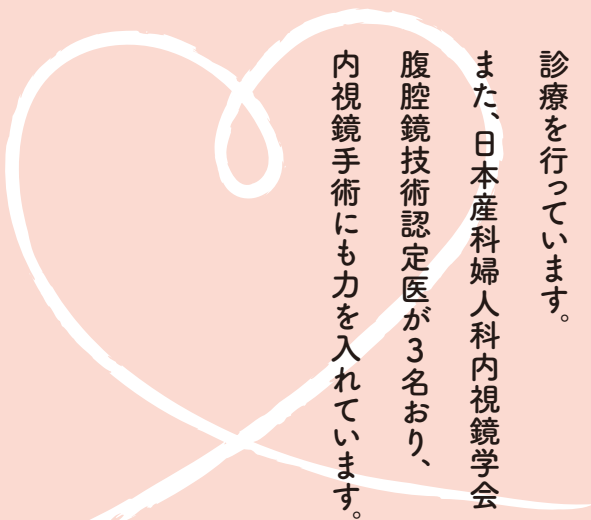 診療を行っています。
また、日本産科婦人科内視鏡学会
腹腔鏡技術認定医が3名おり、
内視鏡手術にも力を入れています。